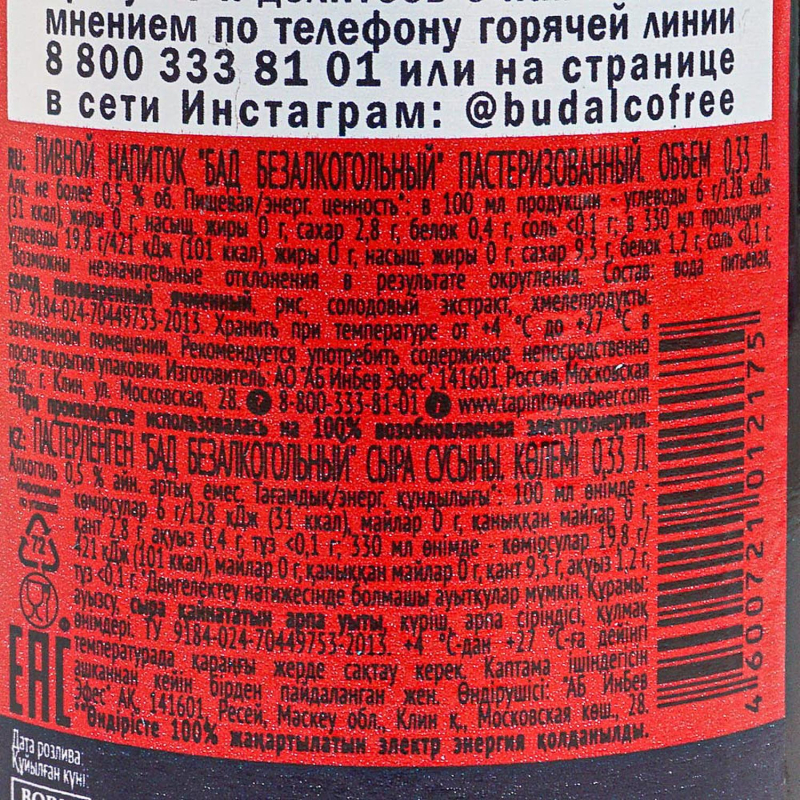 мнением по телефону горячей линии
8 800 333 81 01 или на странице
в сети Инстаграм: @budalcofree
RU: ПИВНОЙ НАПИТОК "БАД БЕЗАЛКОГОЛЬНЫЙ" ПАСТЕРИЗОВАННЫЙ. ОБЪЕМ 0,33 Л.
Алк. не более 0,5 % об. Пищевая/энерг. ценность*: в 100 мл продукции - углеводы 6 г/128 кДж
(31 ккал), жиры 0 г, насыщ. жиры 0 г, сахар 2,8 г, белок 0,4 г, соль <0,1 г; в 330 мл продукции -
углеводы 19,8 г/421 кДж (101 ккал), жиры 0 г, насыщ. жиры 0 г, сахар 9,3 г, белок 1,2 г, соль <0,1 г.
*Возможны незначительные отклонения в результате округления. Состав: вода питьевая,
солод пивоваренный ячменный, рис, солодовый экстракт, хмелепродукты.
ТУ 9184-024-70449753-2013. Хранить при температуре от +4 °С до +27 °С в
затемненном помещении. Рекомендуется употребить содержимое непосредственно
после вскрытия упаковки. Изготовитель: АО "АБ ИнБев Эфес", 141601, Россия, Московская
обл., г. Клин, ул. Московская, 28. 8-800-333-81-01 www.tapintoyourbeer.com
**При производстве использовалась на 100% возобновляемая электроэнергия.
KZ: ПАСТЕРЛЕНГЕН "БАД БЕЗАЛКОГОЛЬНЫЙ" СЫРА СУСЫНЫ, КӨЛЕМІ 0,33 Л.
Алкоголь 0,5 % айн. артық емес. Тағамдық/энерг. құндылығы*: 100 мл өнімде -
көмірсулар 6 г/128 кДж (31 ккал), майлар 0 г, қаныққан майлар 0 г,
қант 2,8 г, ақуыз 0,4 г, тұз <0,1 г; 330 мл өнімде - көмірсулар 19,8 г/
421 кДж (101 ккал), майлар 0 г, қаныққан майлар 0 г, қант 9,3 г, ақуыз 1,2 г,
тұз <0,1 г. *Дөңгелектеу нәтижесінде болмашы ауытқулар мүмкін. Құрамы:
ауызсу, сыра қайнататын арпа уыты, күріш, арпа сіріндісі, құлмақ
өнімдері. ТУ 9184-024-70449753-2013. +4 °С-дан +27 °С-ға дейінгі
температурада қараңғы жерде сақтау керек. Қаптама ішіндегісін
ашқаннан кейін бірден пайдаланған жөн. Өндірушісі: "АБ ИнБев
Эфес" АҚ, 141601, Ресей, Мәскеу обл., Клин қ., Московская көш., 28.
**Өндірісте 100% жаңартылатын электр энергия қолданылды.
72
EAC
4 600721 012175
Дата розлива:
Құйылған күні: